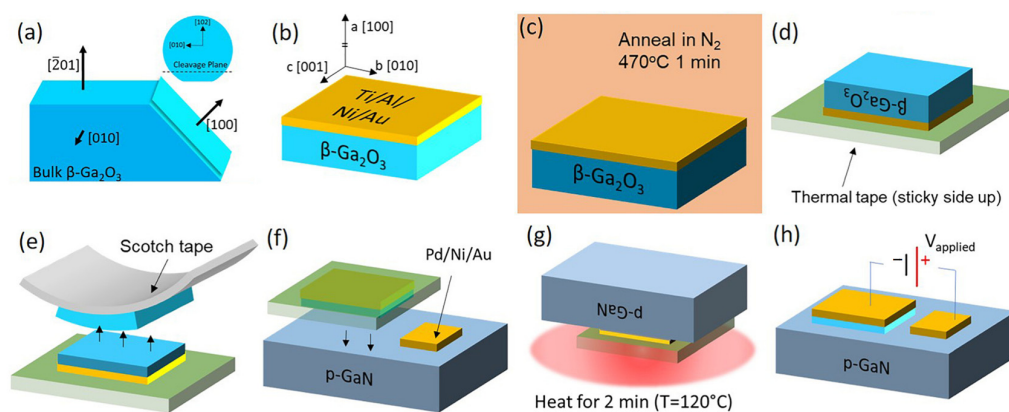 (a)
[102]
[010]
Cleavage Plane
[2̅01]
[100]
[010]
Bulk β-Ga₂O₃
(b)
a [100]
c [001]
b [010]
Ti/Al/
Ni/Au
β-Ga₂O₃
(c)
Anneal in N₂
470ºC 1 min
β-Ga₂O₃
(d)
β-Ga₂O₃
Thermal tape (sticky side up)
(e)
Scotch tape
(f)
Pd/Ni/Au
p-GaN
(g)
p-GaN
Heat for 2 min (T=120°C)
(h)
V_applied
− +
p-GaN